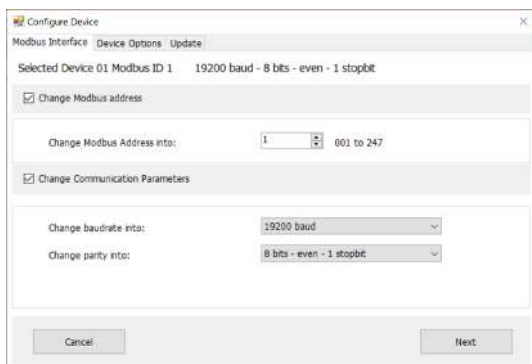 Configure Device
Modbus Interface Device Options Update
Selected Device 01 Modbus ID 1 19200 baud - 8 bits - even - 1 stopbit
Change Modbus address
Change Modbus Address into: 1 001 to 247
Change Communication Parameters
Change baudrate into: 19200 baud
Change parity into: 8 bits - even - 1 stopbit
Cancel Next